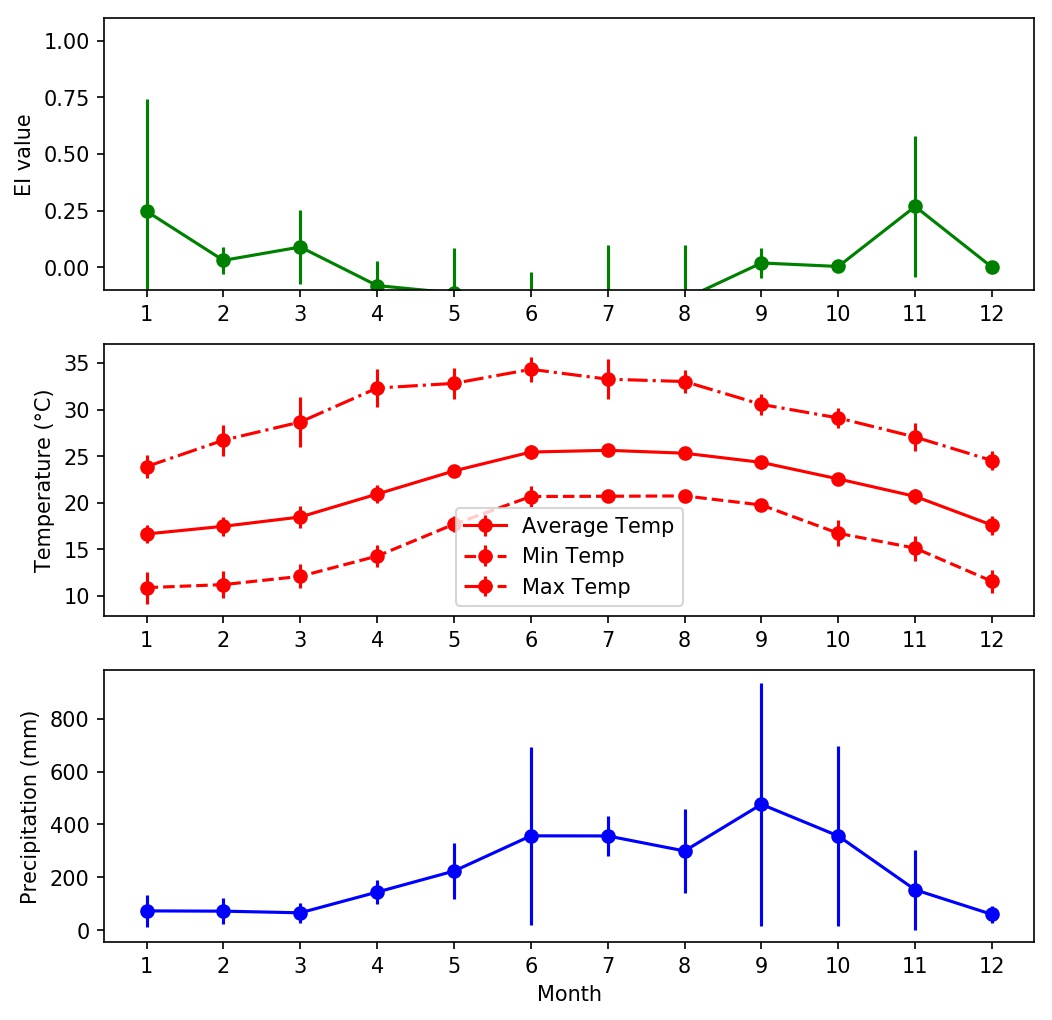 1.00
0.75
0.50
0.25
0.00
EI value
1 2 3 4 5 6 7 8 9 10 11 12
35
30
25
20
15
10
Temperature (°C)
Average Temp
Min Temp
Max Temp
1 2 3 4 5 6 7 8 9 10 11 12
800
600
400
200
0
Precipitation (mm)
1 2 3 4 5 6 7 8 9 10 11 12
Month